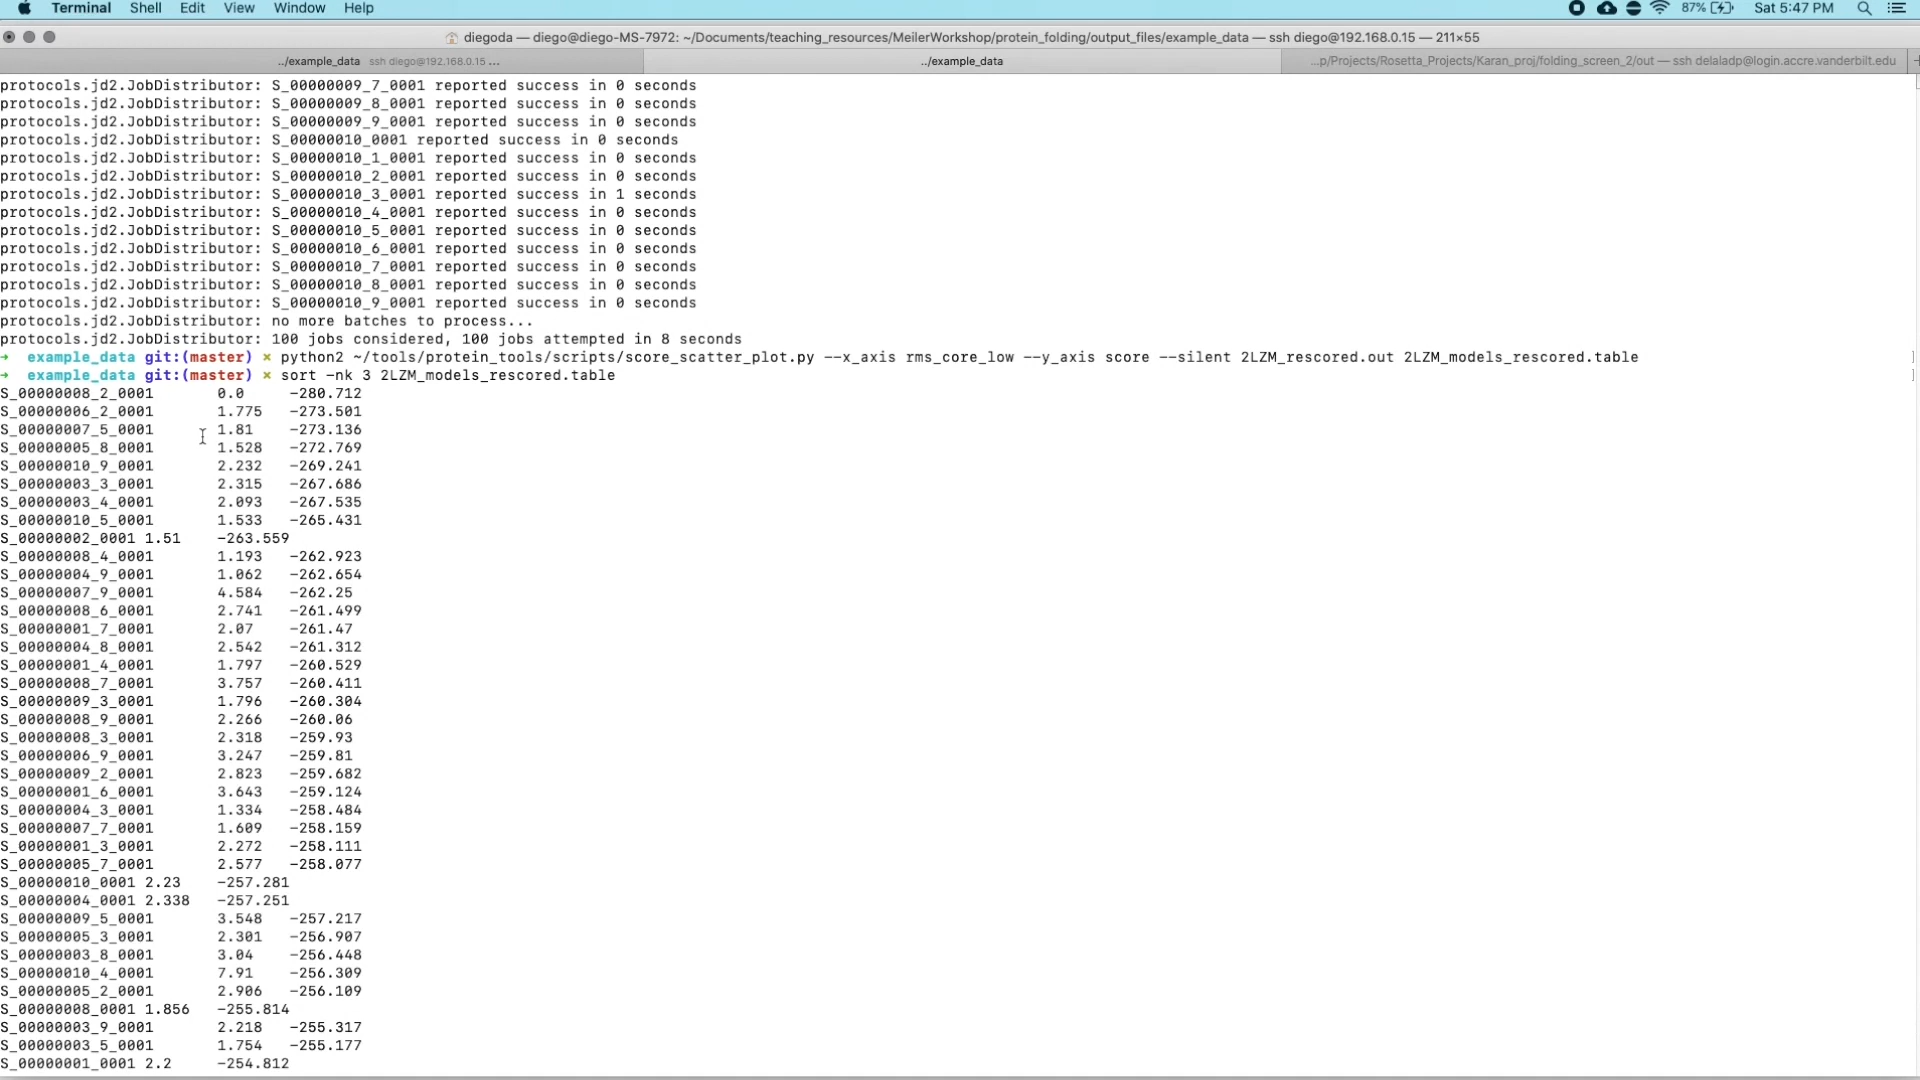 Terminal Shell Edit View Window Help 87% Sat 5:47 PM
diegoda — diego@diego-MS-7972: ~/Documents/teaching_resources/MeilerWorkshop/protein_folding/output_files/example_data — ssh diego@192.168.0.15 — 211×55
../example_data ssh diego@192.168.0.15 ... ../example_data ...p/Projects/Rosetta_Projects/Karan_proj/folding_screen_2/out — ssh delaladp@login.accre.vanderbilt.edu
protocols.jd2.JobDistributor: S_00000009_7_0001 reported success in 0 seconds
protocols.jd2.JobDistributor: S_00000009_8_0001 reported success in 0 seconds
protocols.jd2.JobDistributor: S_00000009_9_0001 reported success in 0 seconds
protocols.jd2.JobDistributor: S_00000010_0001 reported success in 0 seconds
protocols.jd2.JobDistributor: S_00000010_1_0001 reported success in 0 seconds
protocols.jd2.JobDistributor: S_00000010_2_0001 reported success in 0 seconds
protocols.jd2.JobDistributor: S_00000010_3_0001 reported success in 1 seconds
protocols.jd2.JobDistributor: S_00000010_4_0001 reported success in 0 seconds
protocols.jd2.JobDistributor: S_00000010_5_0001 reported success in 0 seconds
protocols.jd2.JobDistributor: S_00000010_6_0001 reported success in 0 seconds
protocols.jd2.JobDistributor: S_00000010_7_0001 reported success in 0 seconds
protocols.jd2.JobDistributor: S_00000010_8_0001 reported success in 0 seconds
protocols.jd2.JobDistributor: S_00000010_9_0001 reported success in 0 seconds
protocols.jd2.JobDistributor: no more batches to process...
protocols.jd2.JobDistributor: 100 jobs considered, 100 jobs attempted in 8 seconds
→ example_data git:(master) × python2 ~/tools/protein_tools/scripts/score_scatter_plot.py --x_axis rms_core_low --y_axis score --silent 2LZM_rescored.out 2LZM_models_rescored.table
→ example_data git:(master) × sort -nk 3 2LZM_models_rescored.table
S_00000008_2_0001 0.0 -280.712
S_00000006_2_0001 1.775 -273.501
S_00000007_5_0001 1.81 -273.136
S_00000005_8_0001 1.528 -272.769
S_00000010_9_0001 2.232 -269.241
S_00000003_3_0001 2.315 -267.686
S_00000003_4_0001 2.093 -267.535
S_00000010_5_0001 1.533 -265.431
S_00000002_0001 1.51 -263.559
S_00000008_4_0001 1.193 -262.923
S_00000004_9_0001 1.062 -262.654
S_00000007_9_0001 4.584 -262.25
S_00000008_6_0001 2.741 -261.499
S_00000001_7_0001 2.07 -261.47
S_00000004_8_0001 2.542 -261.312
S_00000001_4_0001 1.797 -260.529
S_00000008_7_0001 3.757 -260.411
S_00000009_3_0001 1.796 -260.304
S_00000008_9_0001 2.266 -260.06
S_00000008_3_0001 2.318 -259.93
S_00000006_9_0001 3.247 -259.81
S_00000009_2_0001 2.823 -259.682
S_00000001_6_0001 3.643 -259.124
S_00000004_3_0001 1.334 -258.484
S_00000007_7_0001 1.609 -258.159
S_00000001_3_0001 2.272 -258.111
S_00000005_7_0001 2.577 -258.077
S_00000010_0001 2.23 -257.281
S_00000004_0001 2.338 -257.251
S_00000009_5_0001 3.548 -257.217
S_00000005_3_0001 2.301 -256.907
S_00000003_8_0001 3.04 -256.448
S_00000010_4_0001 7.91 -256.309
S_00000005_2_0001 2.906 -256.109
S_00000008_0001 1.856 -255.814
S_00000003_9_0001 2.218 -255.317
S_00000003_5_0001 1.754 -255.177
S_00000001_0001 2.2 -254.812